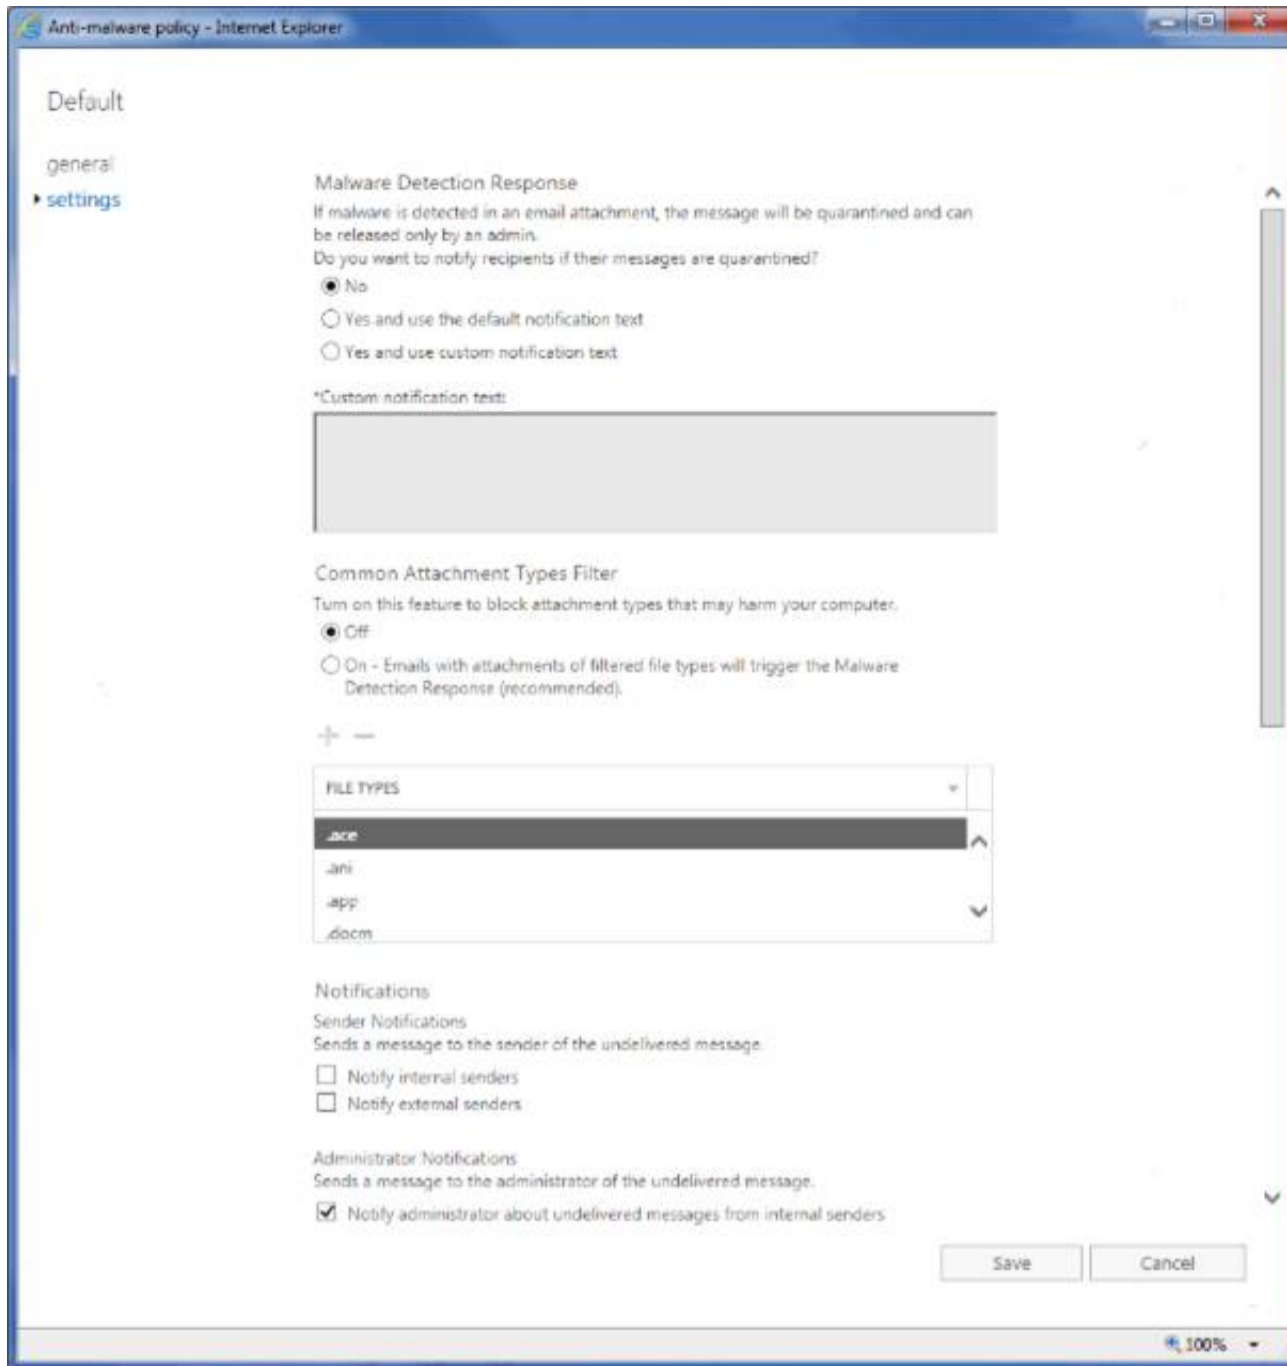 Anti-malware policy - Internet Explorer
Default
general
settings
Malware Detection Response
If malware is detected in an email attachment, the message will be quarantined and can
be released only by an admin.
Do you want to notify recipients if their messages are quarantined?
No
Yes and use the default notification text
Yes and use custom notification text
*Custom notification text:
Common Attachment Types Filter
Turn on this feature to block attachment types that may harm your computer.
Off
On - Emails with attachments of filtered file types will trigger the Malware
Detection Response (recommended).
FILE TYPES
.ace
.ani
.app
.docm
Notifications
Sender Notifications
Sends a message to the sender of the undelivered message.
Notify internal senders
Notify external senders
Administrator Notifications
Sends a message to the administrator of the undelivered message.
Notify administrator about undelivered messages from internal senders
Save
Cancel
100%